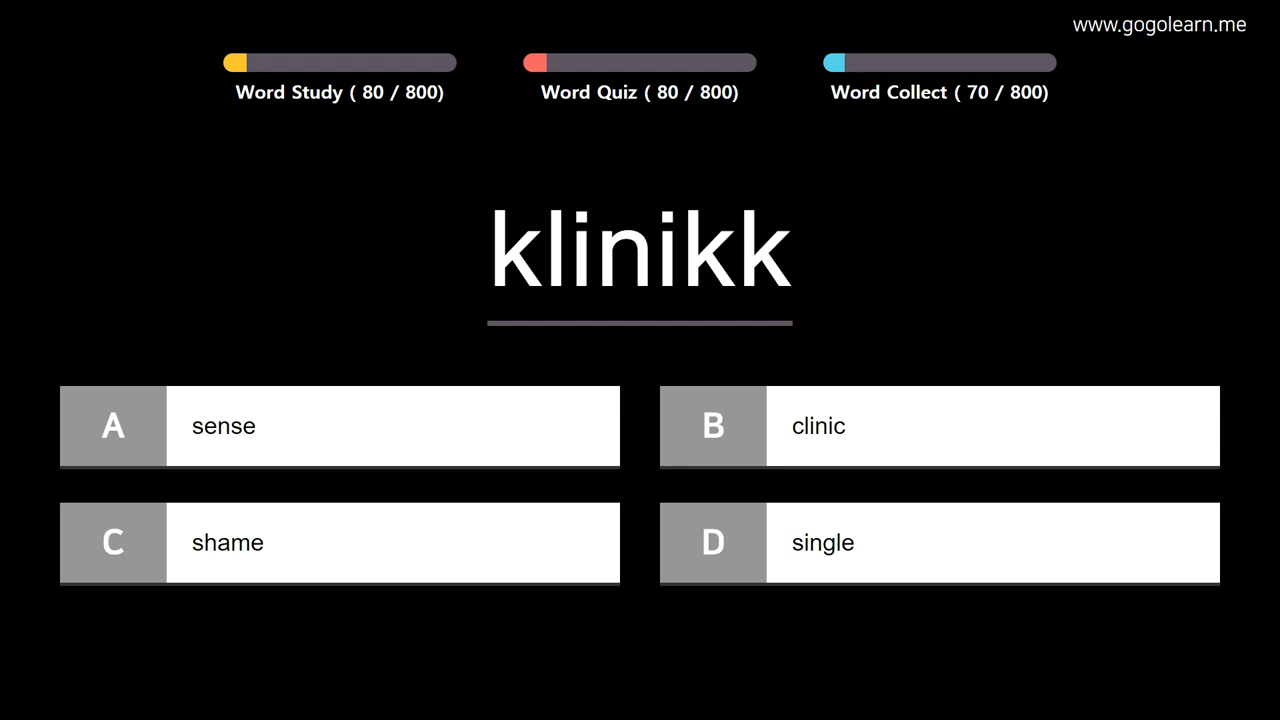 www.gogolearn.me
Word Study ( 80 / 800)
Word Quiz ( 80 / 800)
Word Collect ( 70 / 800)
klinikk
A sense
B clinic
C shame
D single